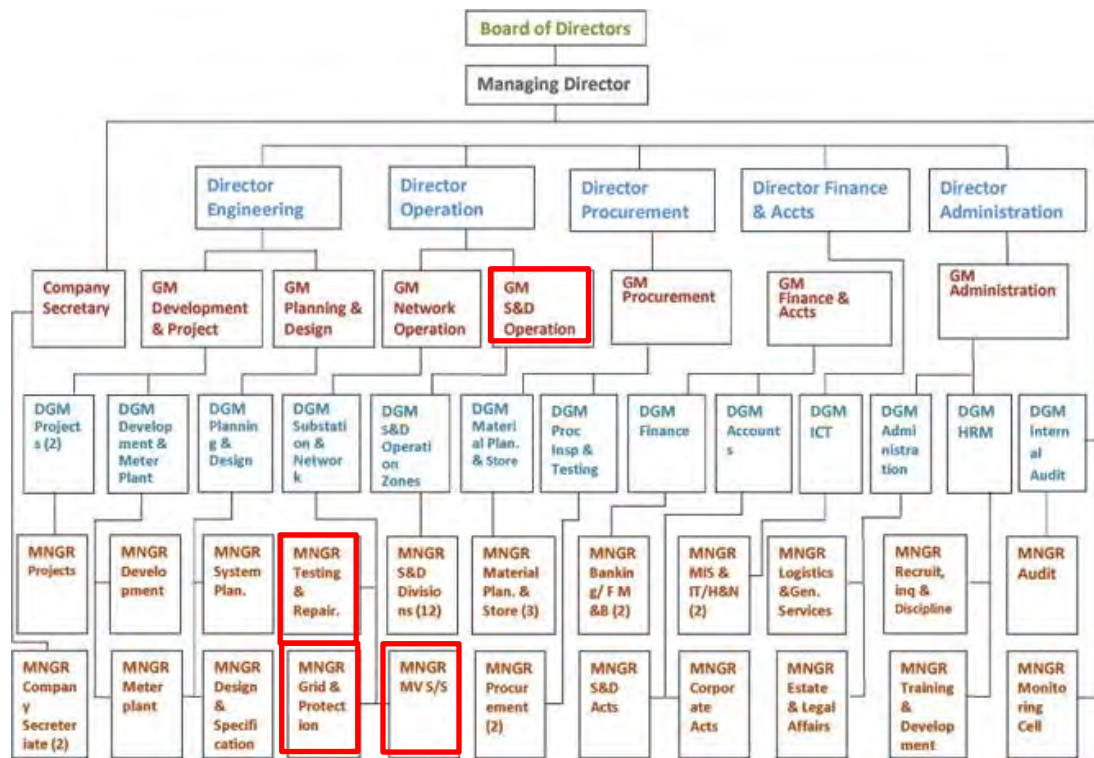 Board of Directors
Managing Director
Director
Engineering
Director
Operation
Director
Procurement
Director Finance
& Accts
Director
Administration
Company
Secretary
GM
Development
& Project
GM
Planning &
Design
GM
Network
Operation
GM
S&D
Operation
GM
Procurement
GM
Finance &
Accts
GM
Administration
DGM
Project
s (2)
DGM
Develop
ment &
Meter
Plant
DGM
Plannin
g &
Design
DGM
Substati
on &
Networ
k
DGM
S&D
Operati
on
Zones
DGM
Materi
al Plan.
& Store
DGM
Proc
Insp &
Testing
DGM
Finance
DGM
Account
s
DGM
ICT
DGM
Admi
nistra
tion
DGM
HRM
DGM
Intern
al
Audit
MNGR
Projects
MNGR
Develo
pment
MNGR
System
Plan.
MNGR
Testing
&
Repair.
MNGR
S&D
Divisio
ns (12)
MNGR
Material
Plan. &
Store (3)
MNGR
Bankin
g/ F M
&B (2)
MNGR
MIS &
IT/H&N
(2)
MNGR
Logistics
&Gen.
Services
MNGR
Recruit,
inq &
Discipline
MNGR
Audit
MNGR
Compan
y
Secreter
iate (2)
MNGR
Meter
plant
MNGR
Design
&
Specifi
cation
MNGR
Grid &
Protect
ion
MNGR
MV S/S
MNGR
Procure
ment (2)
MNGR
S&D
Acts
MNGR
Corpor
ate
Acts
MNGR
Estate &
Legal
Affairs
MNGR
Training
&
Develop
ment
MNGR
Monito
ring
Cell